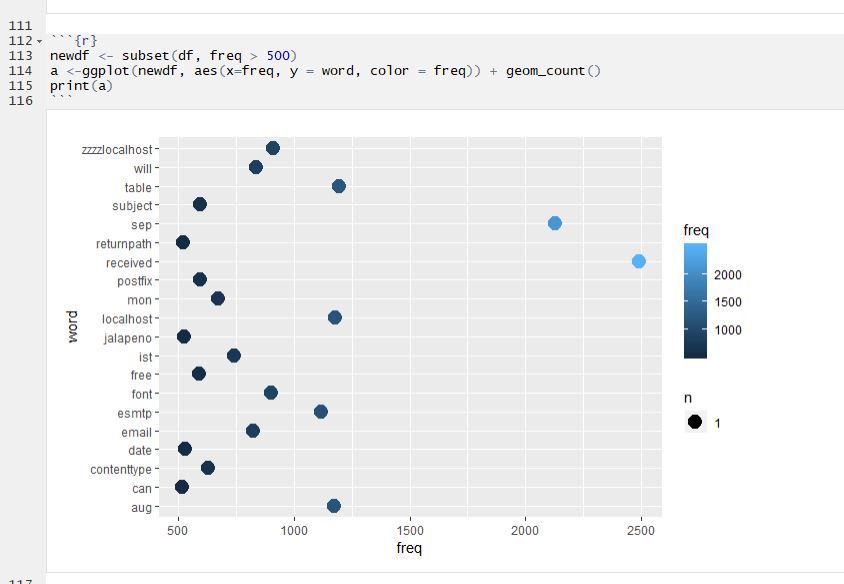 111
112 ```{r}
113 newdf <- subset(df, freq > 500)
114 a <-ggplot(newdf, aes(x=freq, y = word, color = freq)) + geom_count()
115 print(a)
116 ```
zzzzlocalhost
will
table
subject
sep
returnpath
received
postfix
mon
localhost
jalapeno
ist
free
font
esmtp
email
date
contenttype
can
aug
word
500 1000 1500 2000 2500
freq
freq
2000
1500
1000
n
1
117